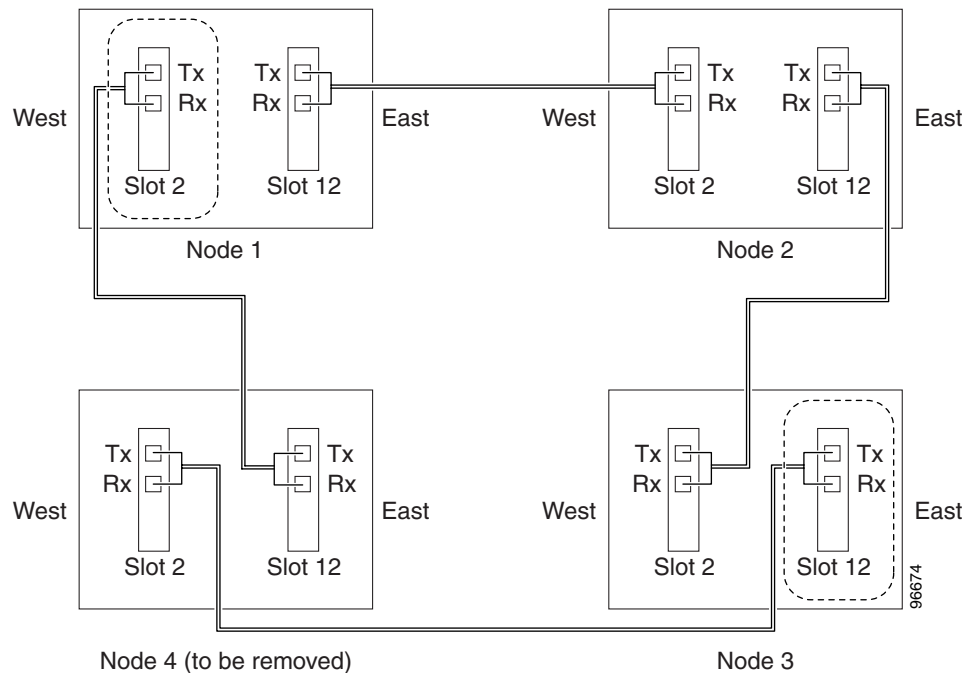 Tx
Rx
Slot 2
Tx
Rx
Slot 12
West
East
Node 1
Tx
Rx
Slot 2
Tx
Rx
Slot 12
West
East
Node 2
Tx
Rx
Slot 2
Tx
Rx
Slot 12
West
East
Node 4 (to be removed)
Tx
Rx
Slot 2
Tx
Rx
Slot 12
West
East
Node 3
96674